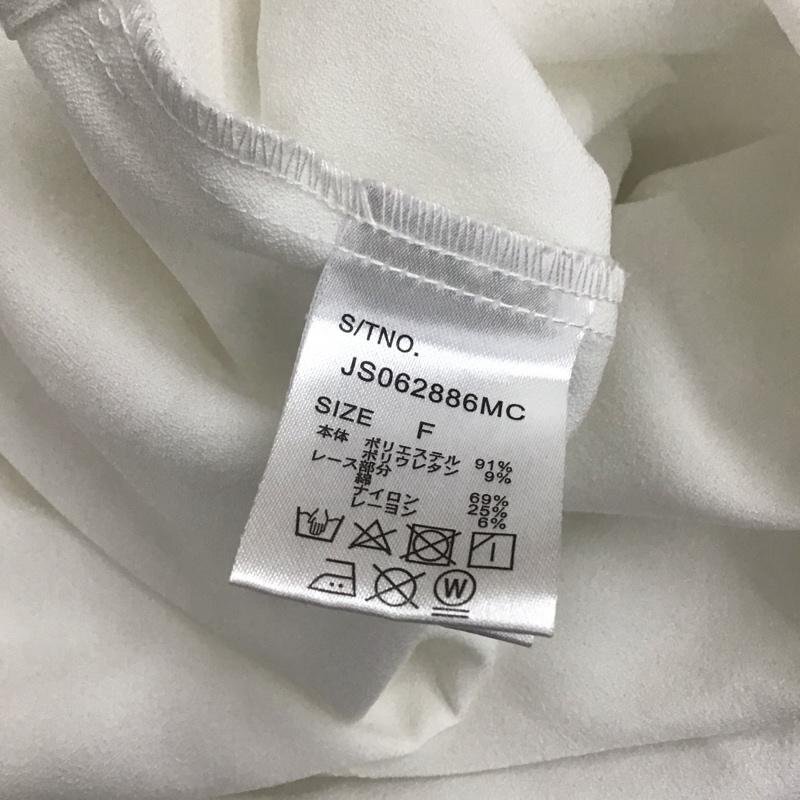 S/TNO.
JS062886MC
SIZE F
本体 ポリエステル 91%
ポリウレタン 9%
レース部分
綿 69%
ナイロン 25%
レーヨン 6%
W